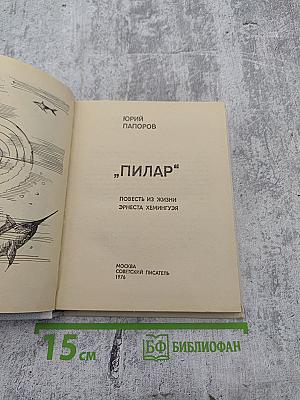 ЮРИЙ
ПАПОРОВ
„ПИЛАР“
ПОВЕСТЬ ИЗ ЖИЗНИ
ЭРНЕСТА ХЕМИНГУЭЯ
МОСКВА
СОВЕТСКИЙ ПИСАТЕЛЬ
1976
15 см
БФ БИБЛИОФАН